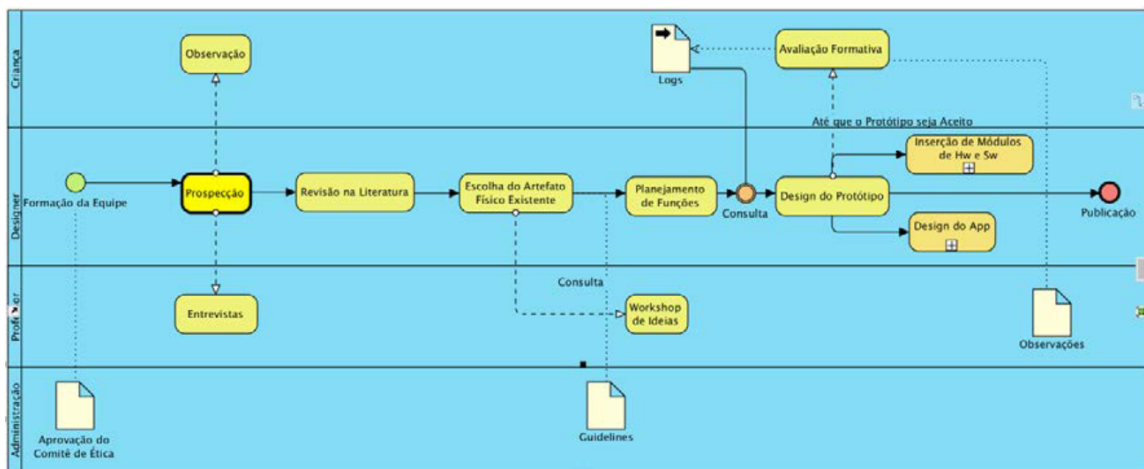 Criança
Observação
Logs
Avaliação Formativa
Até que o Protótipo seja Aceito
Designer
Formação da Equipe
Prospecção
Revisão na Literatura
Escolha do Artefato
Físico Existente
Planejamento
de Funções
Consulta
Design do Protótipo
Inserção de Módulos
de Hw e Sw
Design do App
Publicação
Entrevistas
Consulta
Workshop
de Ideias
Observações
Administração
Aprovação do
Comitê de Ética
Guidelines